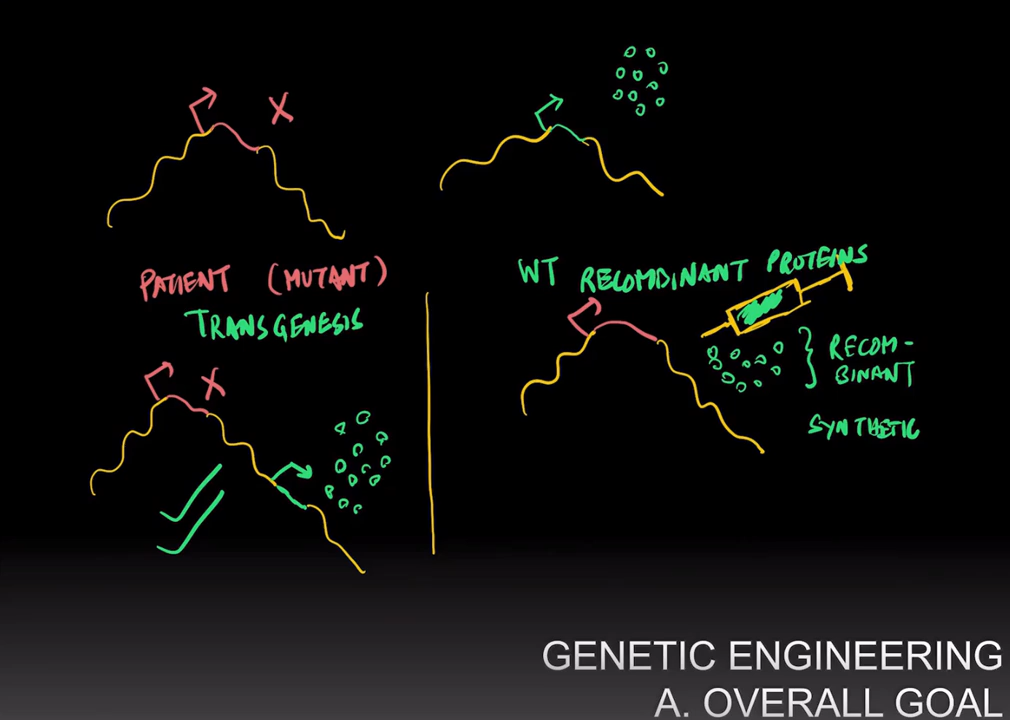 X
PATIENT (MUTANT)
WT
TRANSGENESIS
RECOMBINANT PROTEINS
X
RECOM-
BINANT
SYNTHETIC
GENETIC ENGINEERING
A. OVERALL GOAL